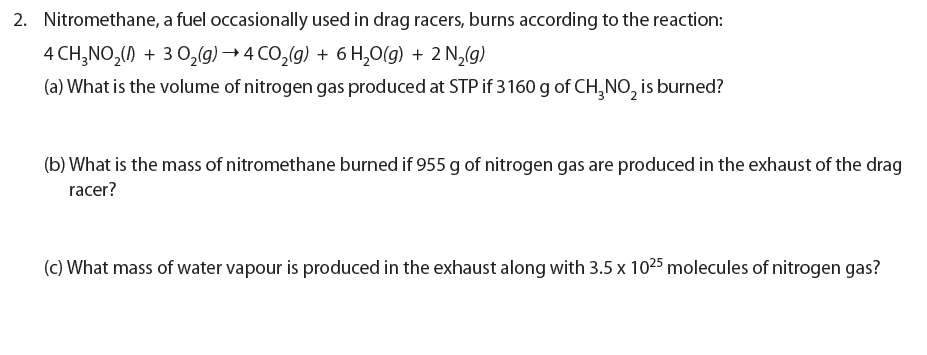 2. Nitromethane, a fuel occasionally used in drag racers, burns according to the reaction:
4 CH₃NO₂(l) + 3 O₂(g) → 4 CO₂(g) + 6 H₂O(g) + 2 N₂(g)
(a) What is the volume of nitrogen gas produced at STP if 3160 g of CH₃NO₂ is burned?
(b) What is the mass of nitromethane burned if 955 g of nitrogen gas are produced in the exhaust of the drag
racer?
(c) What mass of water vapour is produced in the exhaust along with 3.5 x 10²⁵ molecules of nitrogen gas?